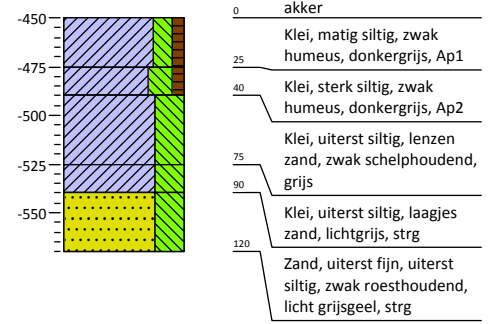 -450
-475
-500
-525
-550
0
akker
Klei, matig siltig, zwak
humeus, donkergrijs, Ap1
25
40
Klei, sterk siltig, zwak
humeus, donkergrijs, Ap2
Klei, uiterst siltig, lenzen
zand, zwak schelphoudend,
grijs
75
90
Klei, uiterst siltig, laagjes
zand, lichtgrijs, strg
120
Zand, uiterst fijn, uiterst
siltig, zwak roesthoudend,
licht grijsgeel, strg